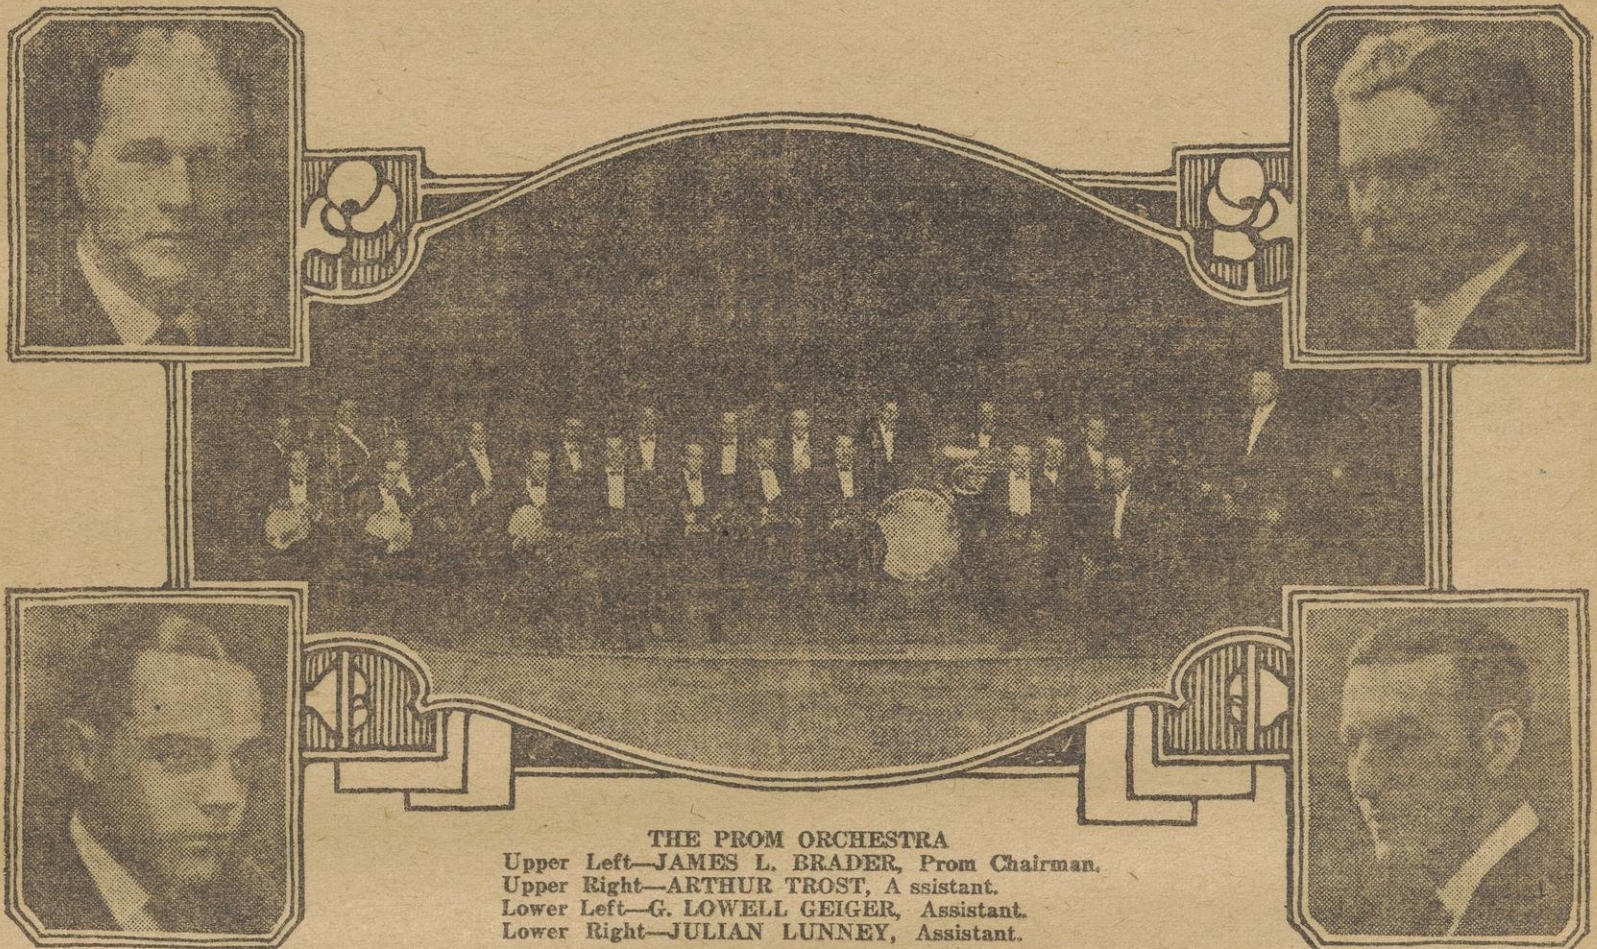 THE PROM ORCHESTRA
Upper Left—JAMES L. BRADER, Prom Chairman.
Upper Right—ARTHUR TROST, A ssistant.
Lower Left—G. LOWELL GEIGER, Assistant.
Lower Right—JULIAN LUNNEY, Assistant.